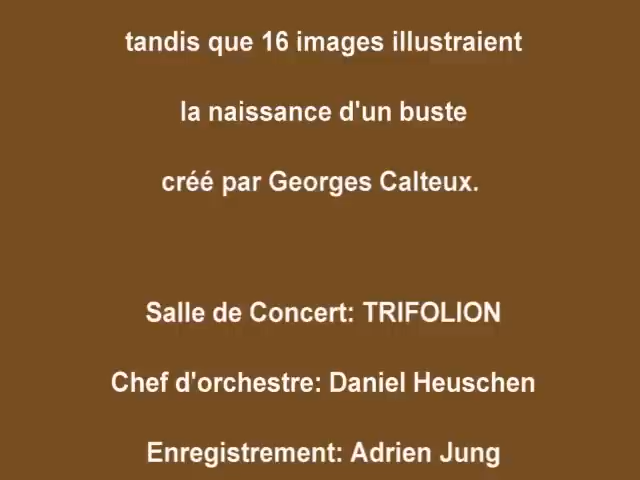 tandis que 16 images illustraient
la naissance d'un buste
créé par Georges Calteux.
Salle de Concert: TRIFOLION
Chef d'orchestre: Daniel Heuschen
Enregistrement: Adrien Jung